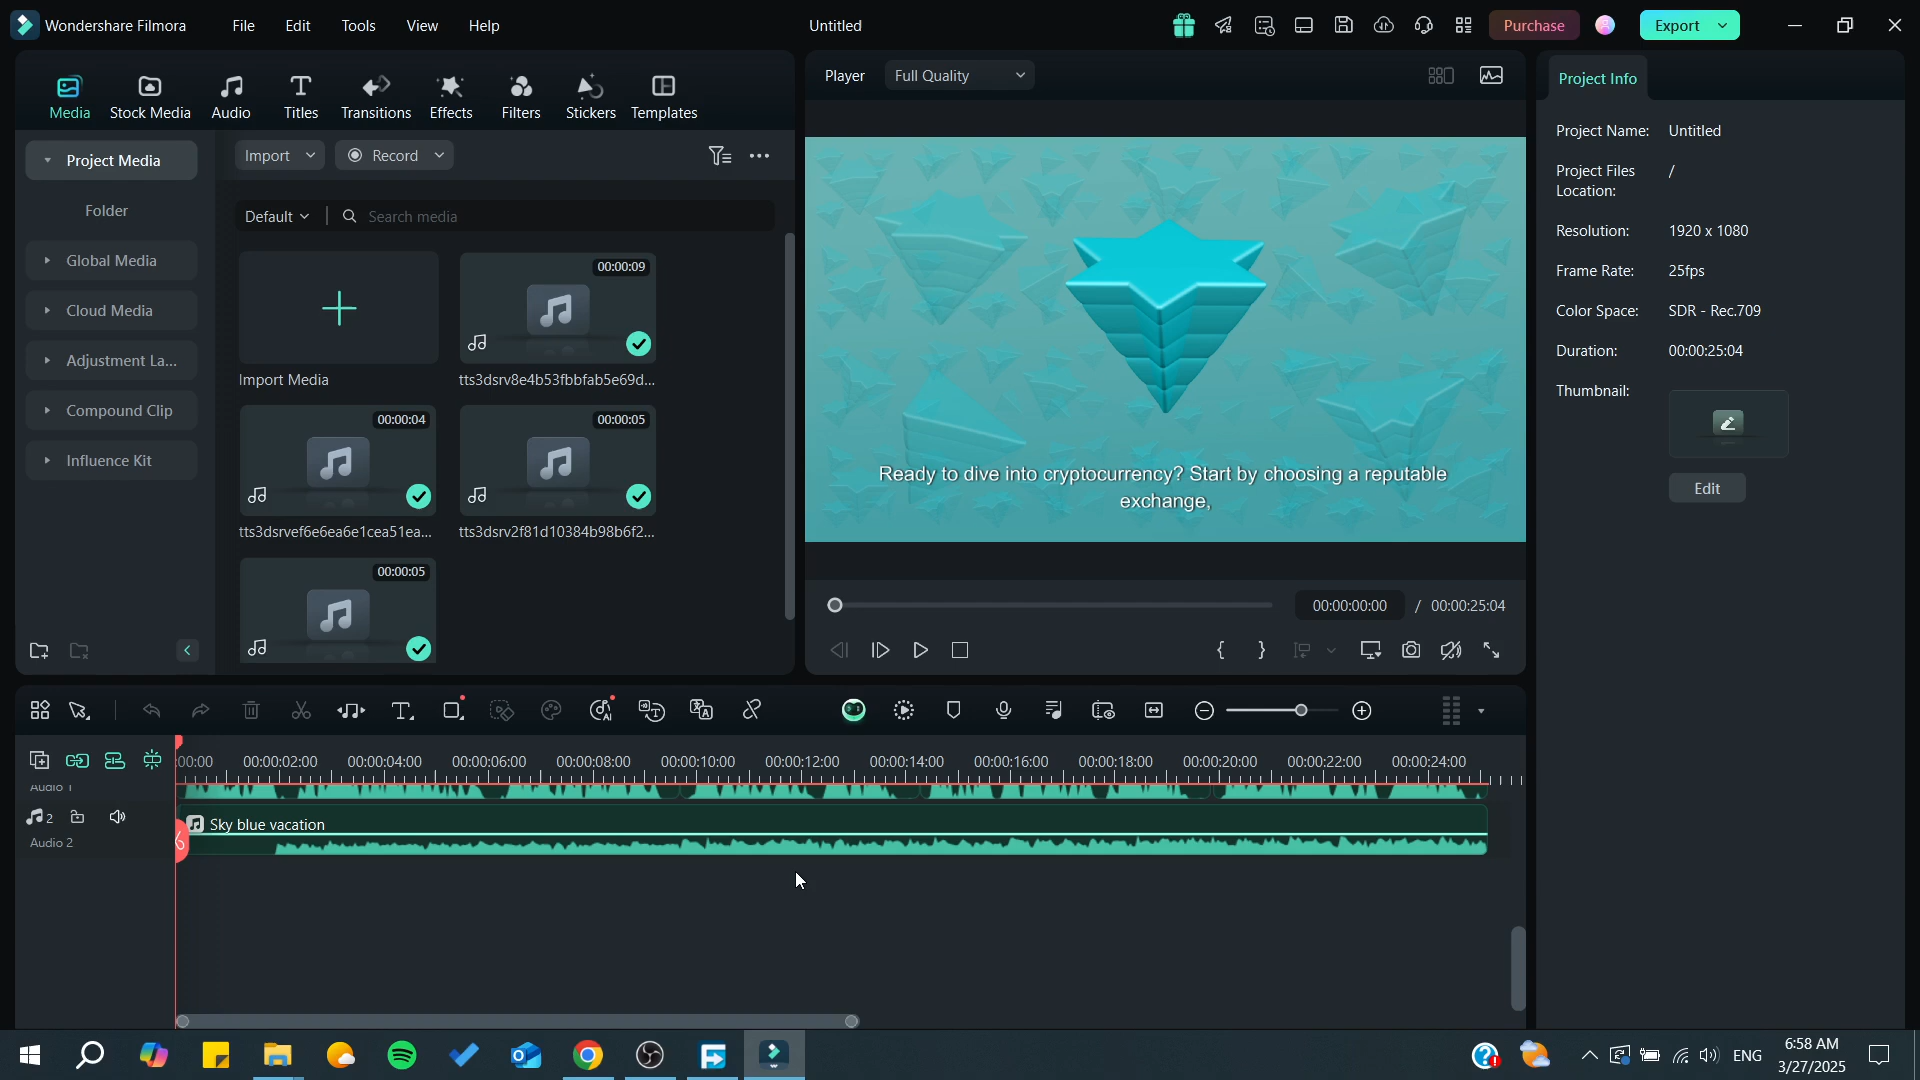 Wondershare Filmora
File
Edit
Tools
View
Help
Untitled
Purchase
Export
Media
Stock Media
Audio
Titles
Transitions
Effects
Filters
Stickers
Templates
Player
Full Quality
Project Info
Project Media
Folder
Global Media
Cloud Media
Adjustment La...
Compound Clip
Influence Kit
Import
Record
Default
Search media
Import Media
00:00:09
tts3dsrv8e4b53fbbfab5e69d...
00:00:04
tts3dsrvef6e6ea6e1cea51ea...
00:00:05
tts3dsrv2f81d10384b98b6f2...
00:00:05
Ready to dive into cryptocurrency? Start by choosing a reputable
exchange,
00:00:00:00 / 00:00:25:04
Project Name: Untitled
Project Files Location: /
Resolution: 1920 x 1080
Frame Rate: 25fps
Color Space: SDR - Rec.709
Duration: 00:00:25:04
Thumbnail:
Edit
:00:00 00:00:02:00 00:00:04:00 00:00:06:00 00:00:08:00 00:00:10:00 00:00:12:00 00:00:14:00 00:00:16:00 00:00:18:00 00:00:20:00 00:00:22:00 00:00:24:00
Audio 1
2
Audio 2
Sky blue vacation
ENG
6:58 AM
3/27/2025